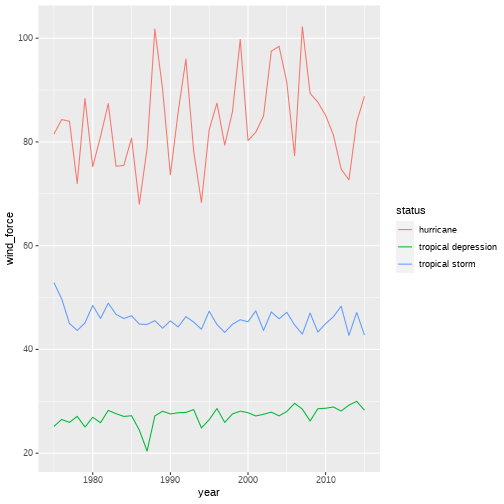 100
80
60
40
20
wind_force
1980
1990
2000
2010
year
status
hurricane
tropical depression
tropical storm